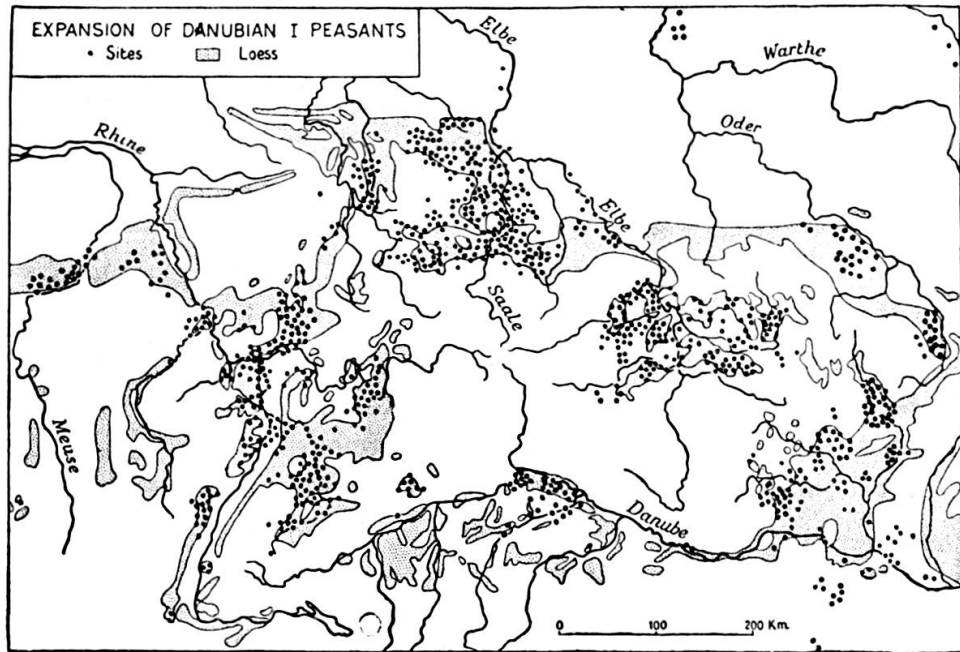 EXPANSION OF DANUBIAN I PEASANTS
• Sites Loess
Elbe
Warthe
Oder
Rhine
Elbe
Saale
Meuse
Danube
0 100 200 Km.